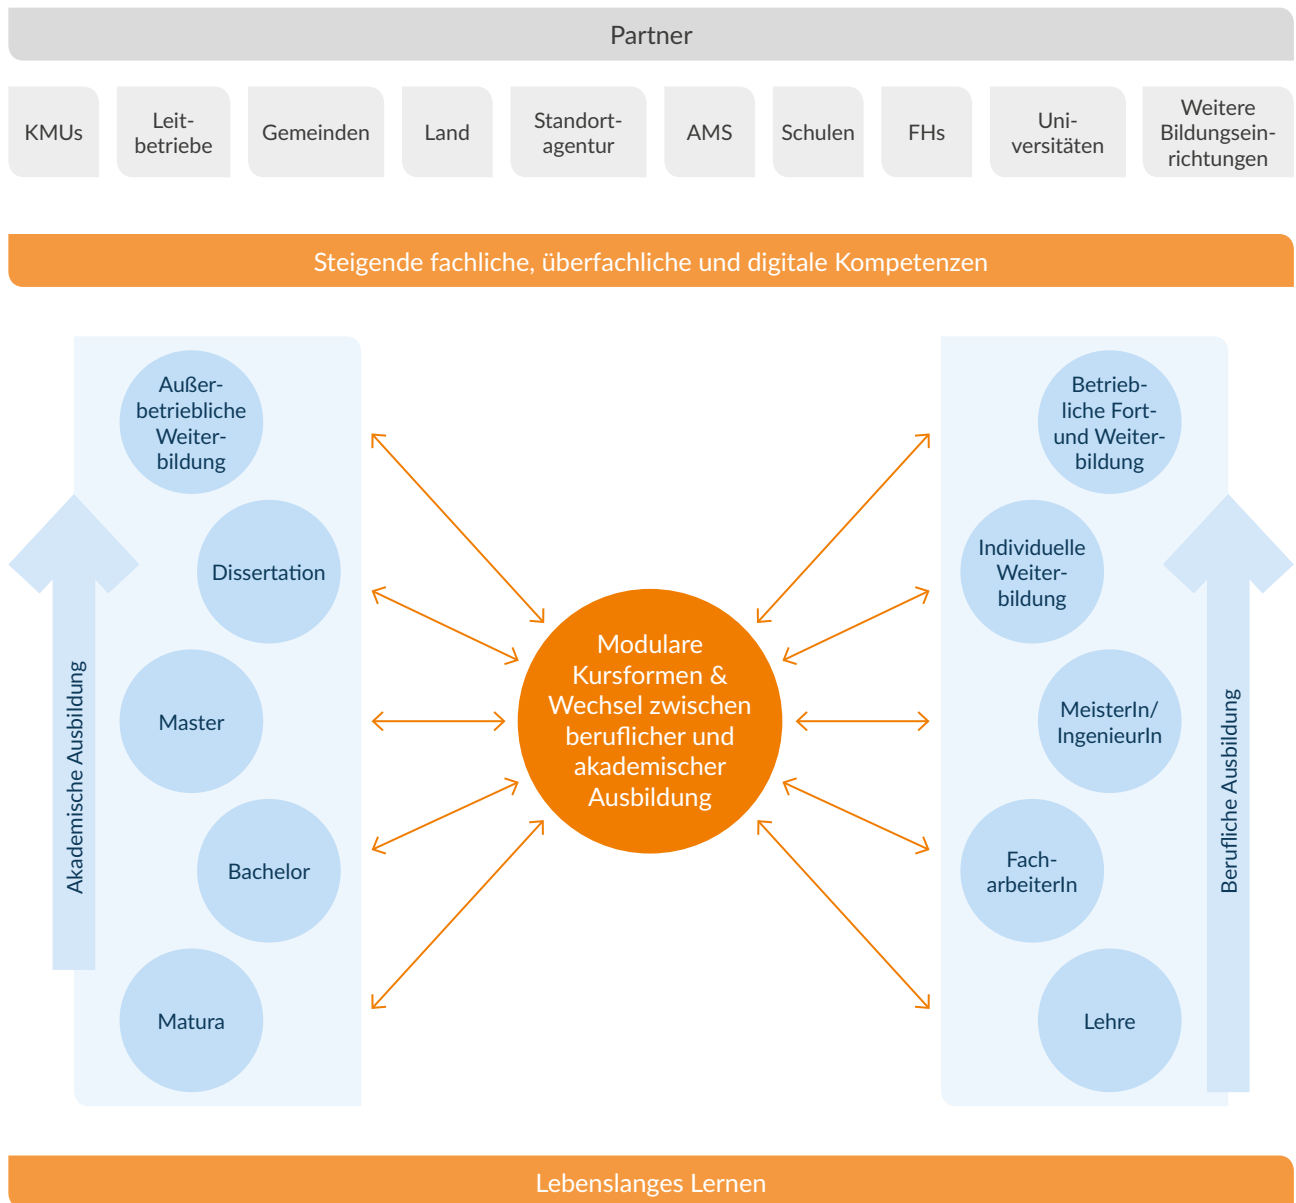 Partner
KMUs
Leit-
betriebe
Gemeinden
Land
Standort-
agentur
AMS
Schulen
FHs
Uni-
versitäten
Weitere
Bildungsein-
richtungen
Steigende fachliche, überfachliche und digitale Kompetenzen
Akademische Ausbildung
Außer-
betriebliche
Weiter-
bildung
Dissertation
Master
Bachelor
Matura
Modulare
Kursformen &
Wechsel zwischen
beruflicher und
akademischer
Ausbildung
Betrieb-
liche Fort-
und Weiter-
bildung
Individuelle
Weiter-
bildung
MeisterIn/
IngenieurIn
Fach-
arbeiterIn
Lehre
Berufliche Ausbildung
Lebenslanges Lernen